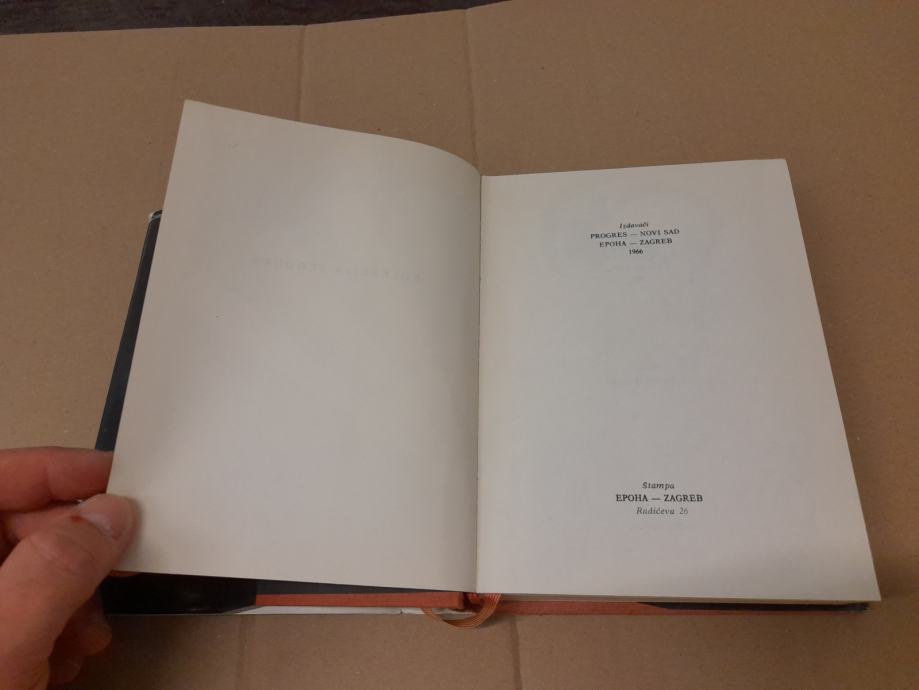 Izdavači
PROGRES — NOVI SAD
EPOHA — ZAGREB
1966
Štampa
EPOHA — ZAGREB
Radićeva 26